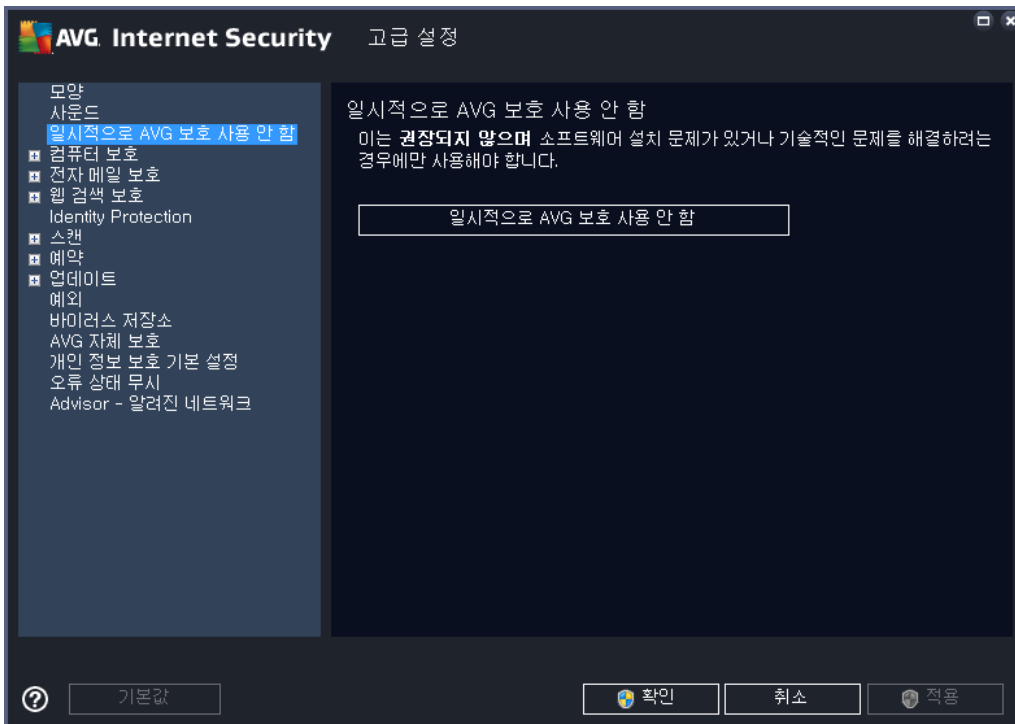 AVG. Internet Security 고급 설정
모양
사운드
일시적으로 AVG 보호 사용 안 함
컴퓨터 보호
전자 메일 보호
웹 검색 보호
Identity Protection
스캔
예약
업데이트
예외
바이러스 저장소
AVG 자체 보호
개인 정보 보호 기본 설정
오류 상태 무시
Advisor - 알려진 네트워크
일시적으로 AVG 보호 사용 안 함
이는 권장되지 않으며 소프트웨어 설치 문제가 있거나 기술적인 문제를 해결하려는
경우에만 사용해야 합니다.
일시적으로 AVG 보호 사용 안 함
기본값
확인
취소
적용